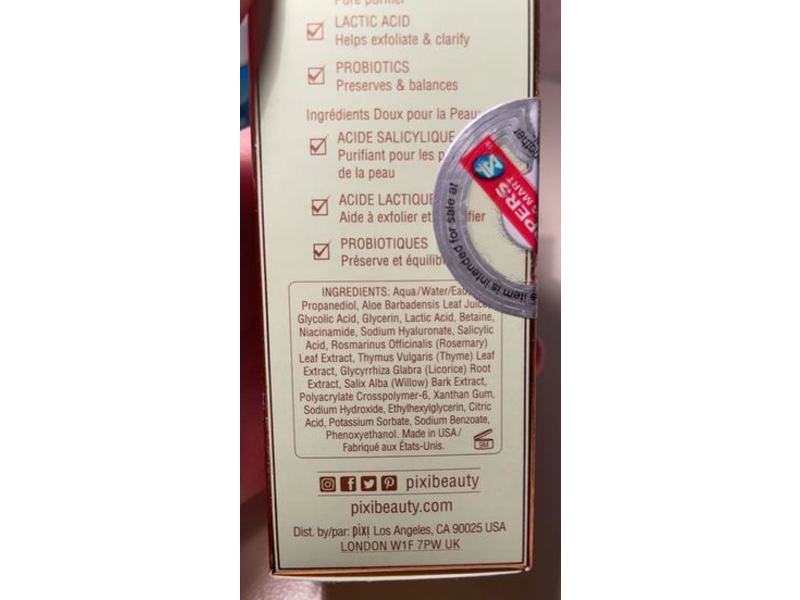 Pore purifier
LACTIC ACID
Helps exfoliate & clarify
PROBIOTICS
Preserves & balances
Ingrédients Doux pour la Peau
ACIDE SALICYLIQUE
Purifiant pour les p
de la peau
ACIDE LACTIQUE
Aide à exfolier et ifier
PROBIOTIQUES
Préserve et équilib
INGREDIENTS: Aqua/Water/Eau,
Propanediol, Aloe Barbadensis Leaf Juice,
Glycolic Acid, Glycerin, Lactic Acid, Betaine,
Niacinamide, Sodium Hyaluronate, Salicylic
Acid, Rosmarinus Officinalis (Rosemary)
Leaf Extract, Thymus Vulgaris (Thyme) Leaf
Extract, Glycyrrhiza Glabra (Licorice) Root
Extract, Salix Alba (Willow) Bark Extract,
Polyacrylate Crosspolymer-6, Xanthan Gum,
Sodium Hydroxide, Ethylhexylglycerin, Citric
Acid, Potassium Sorbate, Sodium Benzoate,
Phenoxyethanol. Made in USA/
Fabriqué aux États-Unis.
pixibeauty
pixibeauty.com
Dist. by/par: pixi Los Angeles, CA 90025 USA
LONDON W1F 7PW UK
s item is intended for sale at
PERS
G MART